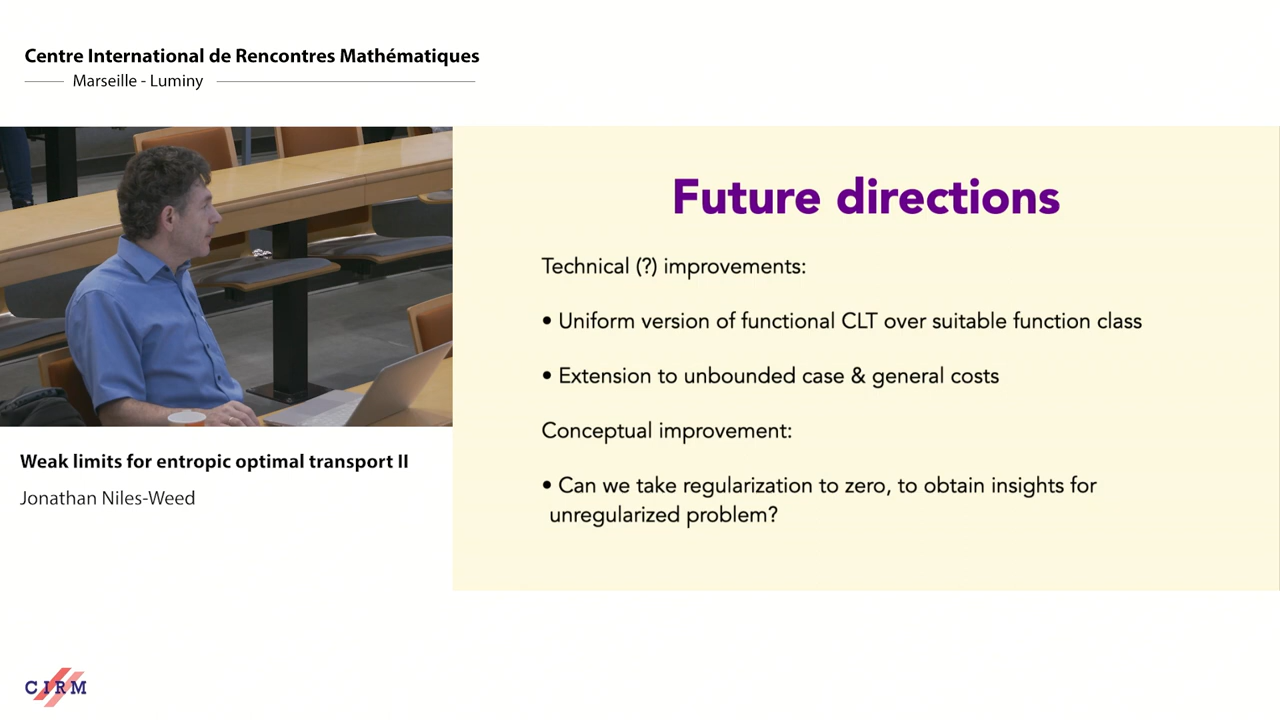 Centre International de Rencontres Mathématiques
Marseille - Luminy
Future directions
Technical (?) improvements:
• Uniform version of functional CLT over suitable function class
• Extension to unbounded case & general costs
Conceptual improvement:
• Can we take regularization to zero, to obtain insights for
unregularized problem?
Weak limits for entropic optimal transport II
Jonathan Niles-Weed
CIRM